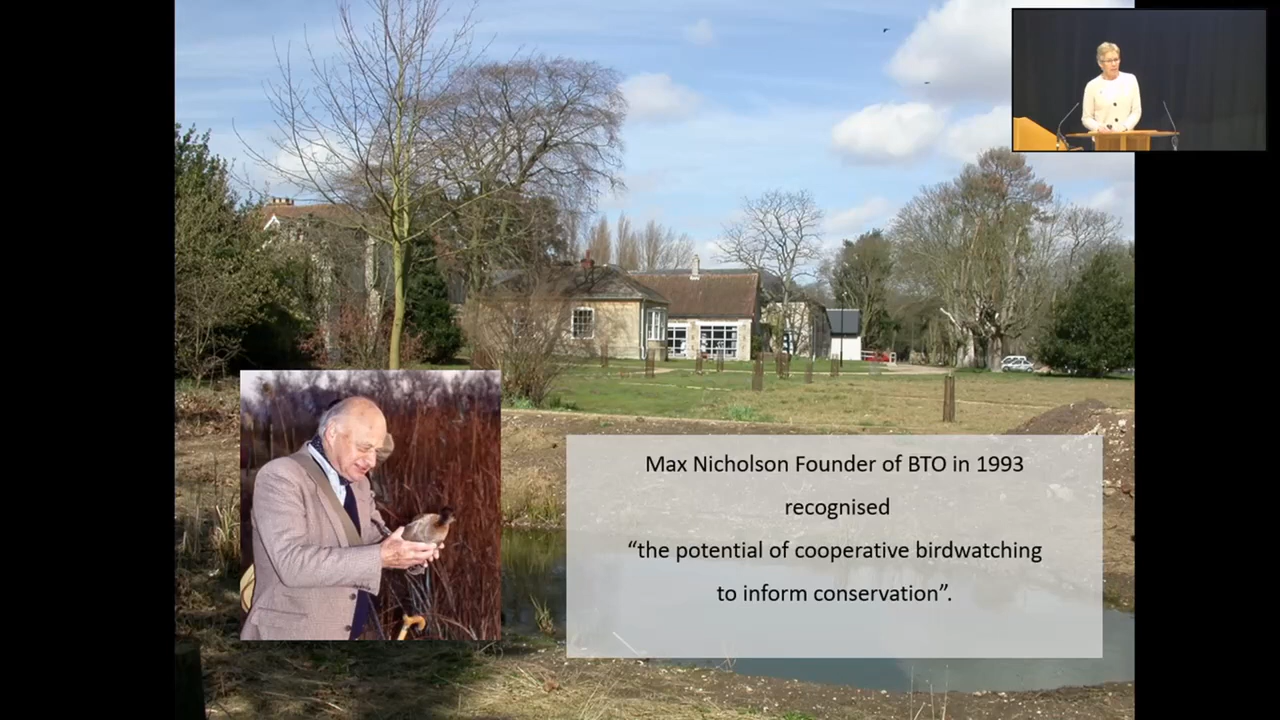 Max Nicholson Founder of BTO in 1993
recognised
“the potential of cooperative birdwatching
to inform conservation”.